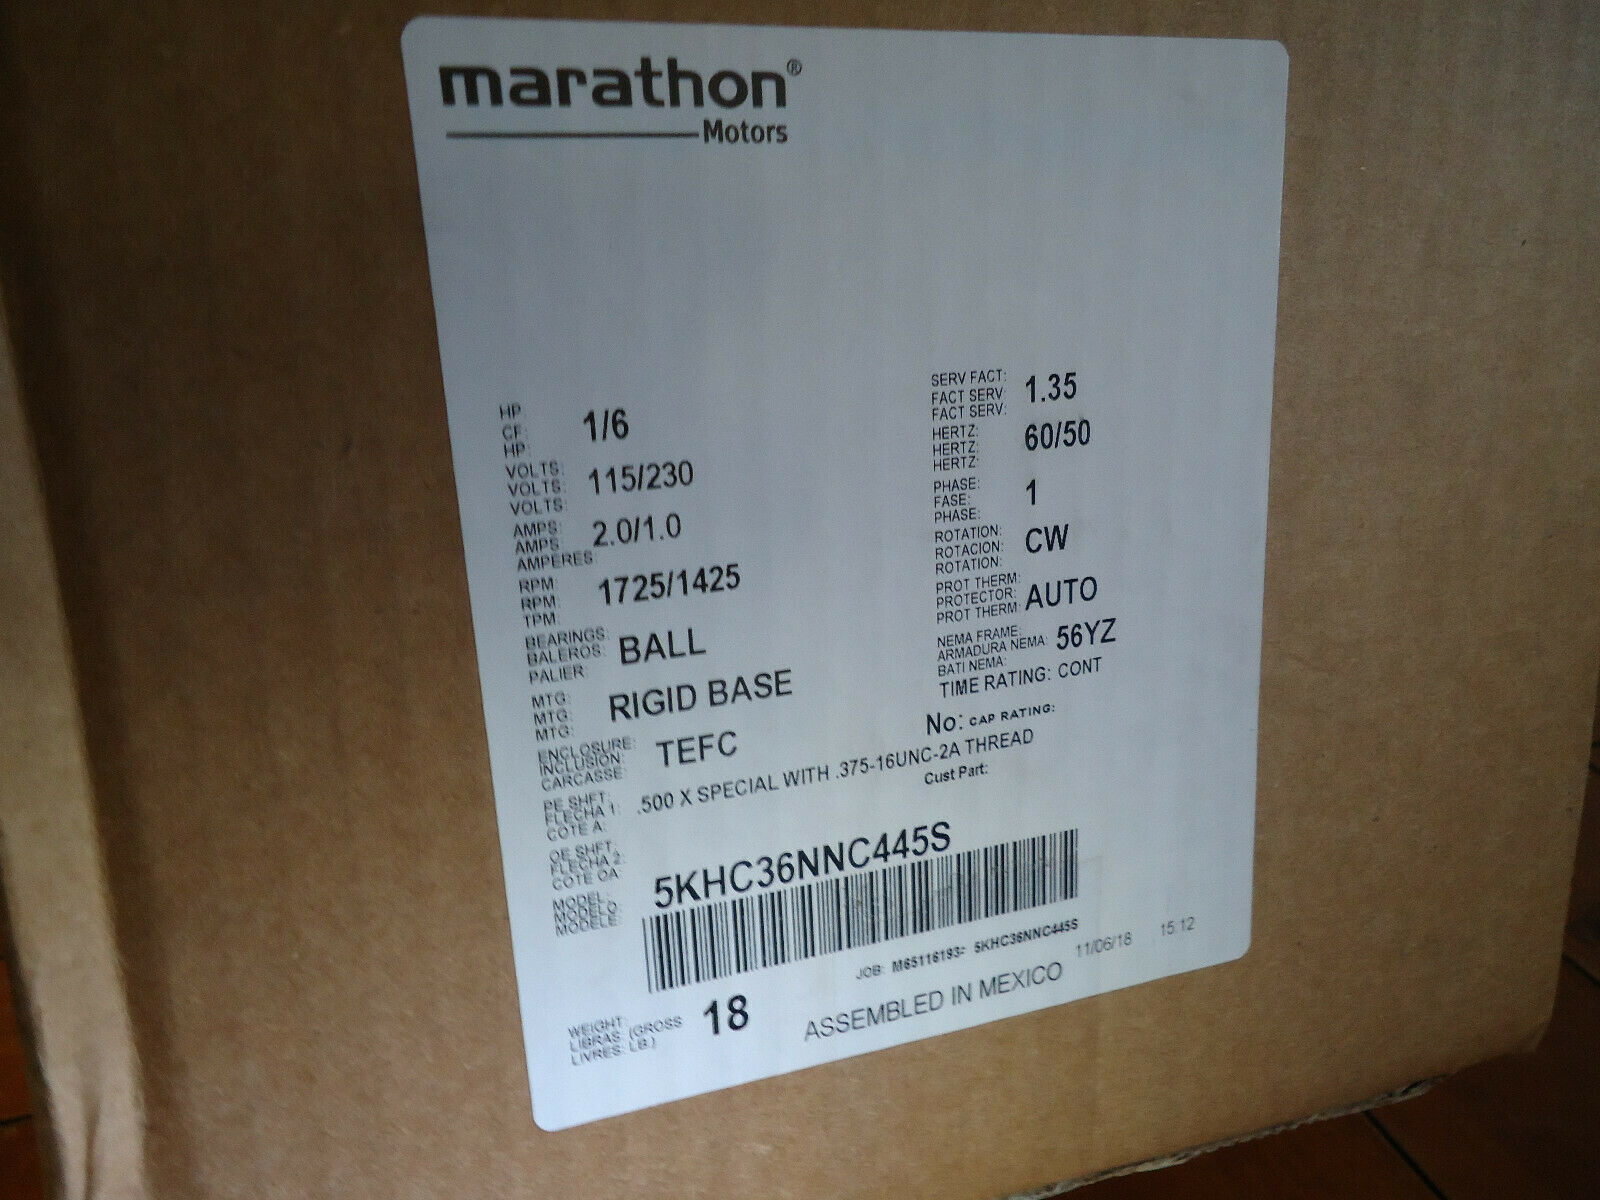 marathon®
Motors
HP
CF:
HP:
1/6
VOLTS:
VOLTS:
VOLTS:
115/230
AMPS:
AMPS:
AMPERES:
2.0/1.0
RPM:
RPM:
TPM:
1725/1425
BEARINGS:
BALEROS:
PALIER:
BALL
MTG:
MTG:
MTG:
RIGID BASE
ENCLOSURE:
INCLUSION:
CARCASSE:
TEFC
PE SHFT:
FLECHA 1:
COTE A:
.500 X SPECIAL WITH .375-16UNC-2A THREAD
OE SHFT:
FLECHA 2:
COTE OA:
MODEL:
MODELO:
MODÈLE:
5KHC36NNC445S
SERV FACT:
FACT SERV:
FACT SERV:
1.35
HERTZ:
HERTZ:
HERTZ:
60/50
PHASE:
FASE:
PHASE:
1
ROTATION:
ROTACION:
ROTATION:
CW
PROT THERM:
PROTECTOR:
PROT THERM:
AUTO
NEMA FRAME:
ARMADURA NEMA:
BATI NEMA:
56YZ
TIME RATING: CONT
No: CAP RATING:
Cust Part:
JOB: M65116193- 5KHC36NNC445S
11/06/18 15:12
WEIGHT:
LIBRAS: (GROSS
LIVRES: LB.)
18
ASSEMBLED IN MEXICO